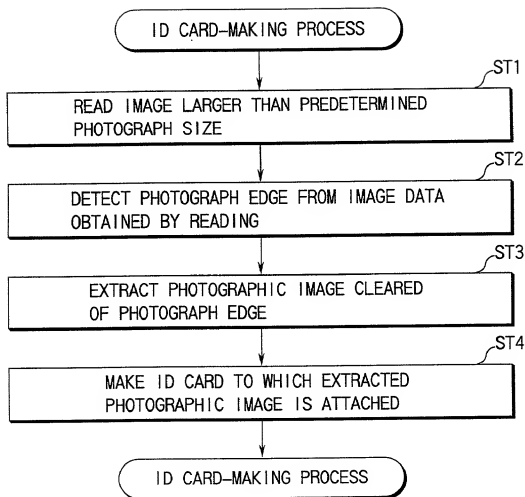 ID CARD-MAKING PROCESS
ST1
READ IMAGE LARGER THAN PREDETERMINED
PHOTOGRAPH SIZE
ST2
DETECT PHOTOGRAPH EDGE FROM IMAGE DATA
OBTAINED BY READING
ST3
EXTRACT PHOTOGRAPHIC IMAGE CLEARED
OF PHOTOGRAPH EDGE
ST4
MAKE ID CARD TO WHICH EXTRACTED
PHOTOGRAPHIC IMAGE IS ATTACHED
ID CARD-MAKING PROCESS